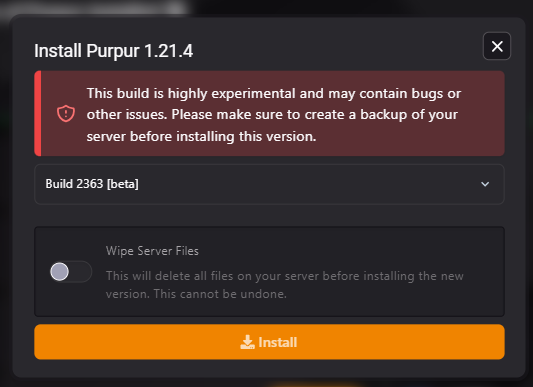 Install Purpur 1.21.4
This build is highly experimental and may contain bugs or
other issues. Please make sure to create a backup of your
server before installing this version.
Build 2363 [beta]
Wipe Server Files
This will delete all files on your server before installing the new
version. This cannot be undone.
Install